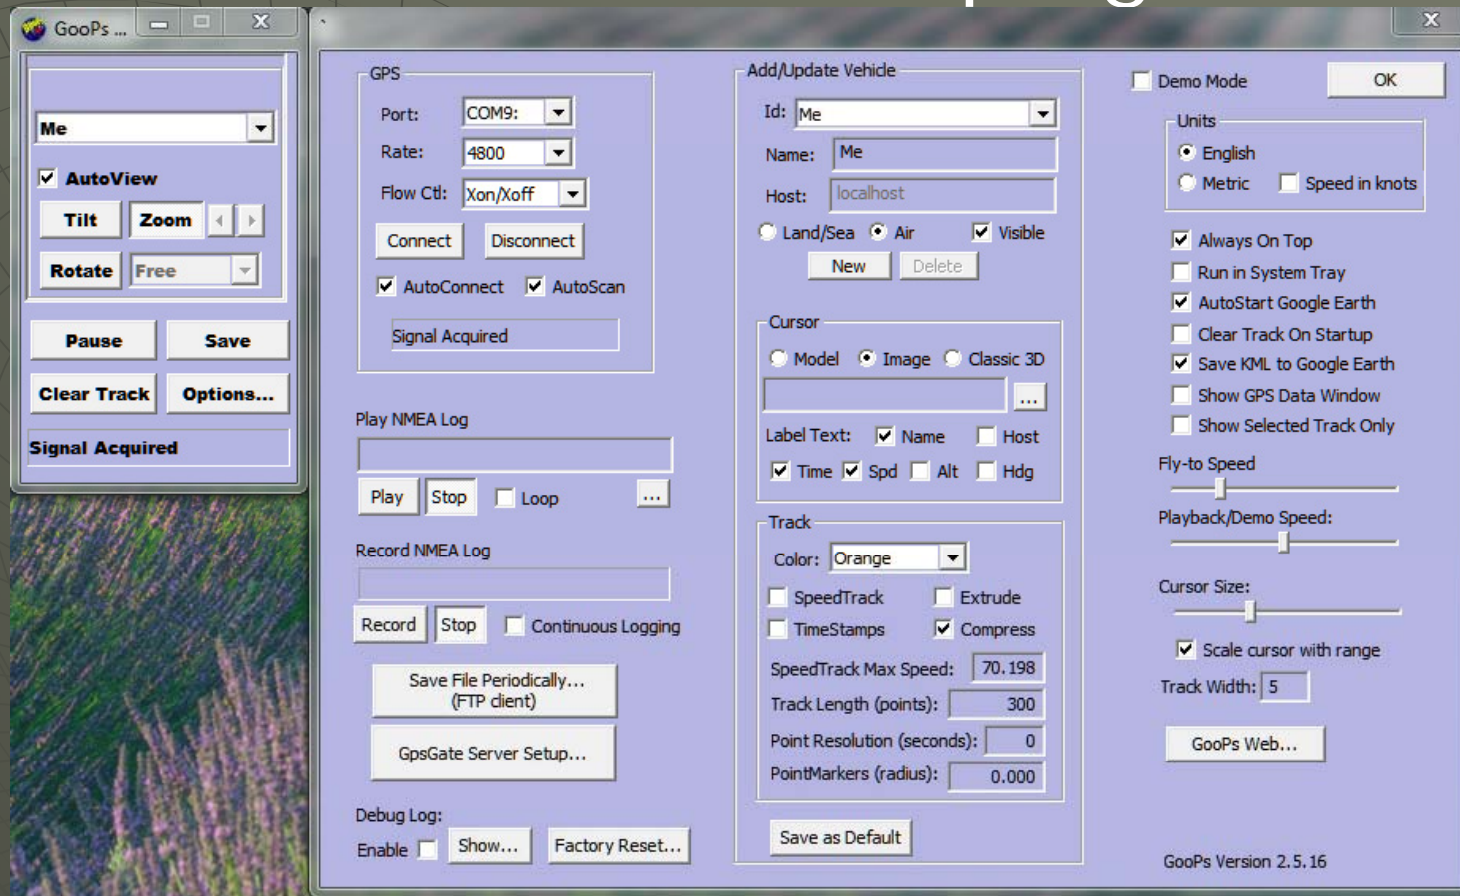 GooPs ...
Me
AutoView
Tilt Zoom
Rotate Free
Pause Save
Clear Track Options...
Signal Acquired
GPS
Port: COM9:
Rate: 4800
Flow Ctl: Xon/Xoff
Connect Disconnect
AutoConnect AutoScan
Signal Acquired
Play NMEA Log
Play Stop Loop ...
Record NMEA Log
Record Stop Continuous Logging
Save File Periodically...
(FTP client)
GpsGate Server Setup...
Debug Log:
Enable Show... Factory Reset...
Add/Update Vehicle
Id: Me
Name: Me
Host: localhost
Land/Sea Air Visible
New Delete
Cursor
Model Image Classic 3D
...
Label Text: Name Host
Time Spd Alt Hdg
Track
Color: Orange
SpeedTrack Extrude
TimeStamps Compress
SpeedTrack Max Speed: 70.198
Track Length (points): 300
Point Resolution (seconds): 0
PointMarkers (radius): 0.000
Save as Default
Demo Mode OK
Units
English
Metric Speed in knots
Always On Top
Run in System Tray
AutoStart Google Earth
Clear Track On Startup
Save KML to Google Earth
Show GPS Data Window
Show Selected Track Only
Fly-to Speed
Playback/Demo Speed:
Cursor Size:
Scale cursor with range
Track Width: 5
GooPs Web...
GooPs Version 2.5.16